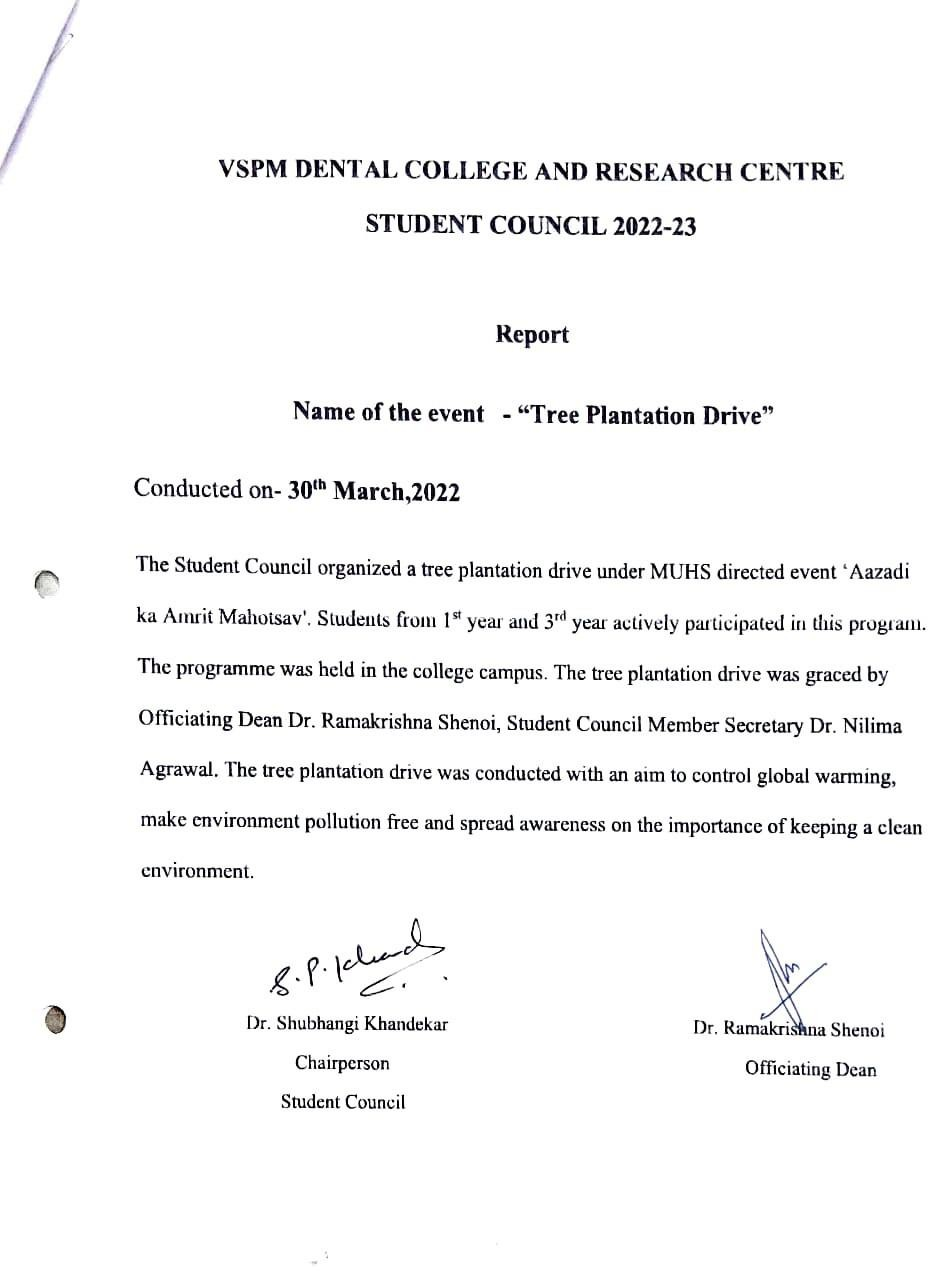 VSPM DENTAL COLLEGE AND RESEARCH CENTRE
STUDENT COUNCIL 2022-23
Report
Name of the event - “Tree Plantation Drive”
Conducted on- 30th March,2022
The Student Council organized a tree plantation drive under MUHS directed event ‘Aazadi
ka Amrit Mahotsav'. Students from 1st year and 3rd year actively participated in this program.
The programme was held in the college campus. The tree plantation drive was graced by
Officiating Dean Dr. Ramakrishna Shenoi, Student Council Member Secretary Dr. Nilima
Agrawal. The tree plantation drive was conducted with an aim to control global warming,
make environment pollution free and spread awareness on the importance of keeping a clean
environment.
S.P.
Dr. Shubhangi Khandekar
Chairperson
Student Council
Dr. Ramakrishna Shenoi
Officiating Dean